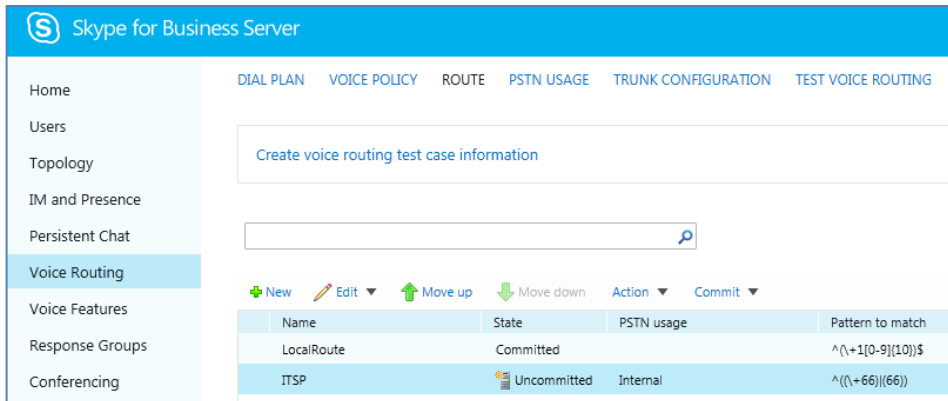 Skype for Business Server
Home
Users
Topology
IM and Presence
Persistent Chat
Voice Routing
Voice Features
Response Groups
Conferencing
DIAL PLAN VOICE POLICY ROUTE PSTN USAGE TRUNK CONFIGURATION TEST VOICE ROUTING
Create voice routing test case information
New Edit Move up Move down Action Commit
Name State PSTN usage Pattern to match
LocalRoute Committed ^(\+1[0-9]{10})$
ITSP Uncommitted Internal ^((\+66)|(66))